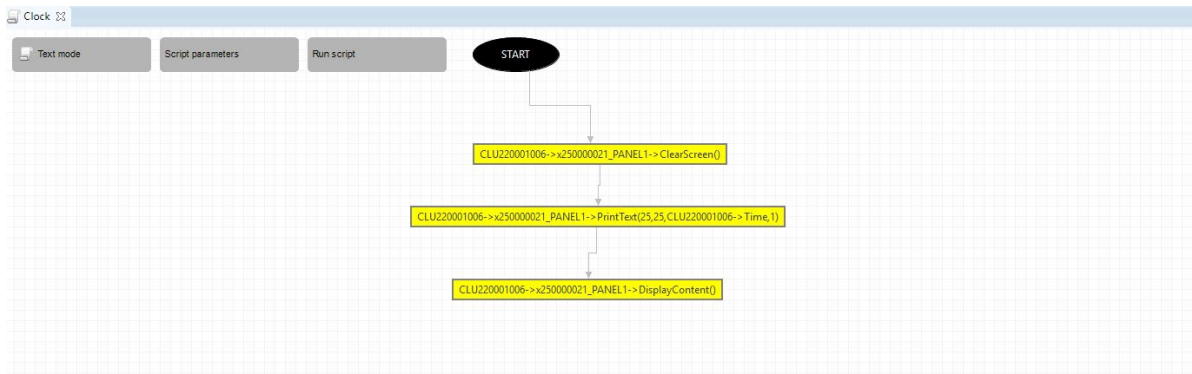 Clock
Text mode
Script parameters
Run script
START
CLU220001006->x250000021_PANEL1->ClearScreen()
CLU220001006->x250000021_PANEL1->PrintText(25,25,CLU220001006->Time,1)
CLU220001006->x250000021_PANEL1->DisplayContent()